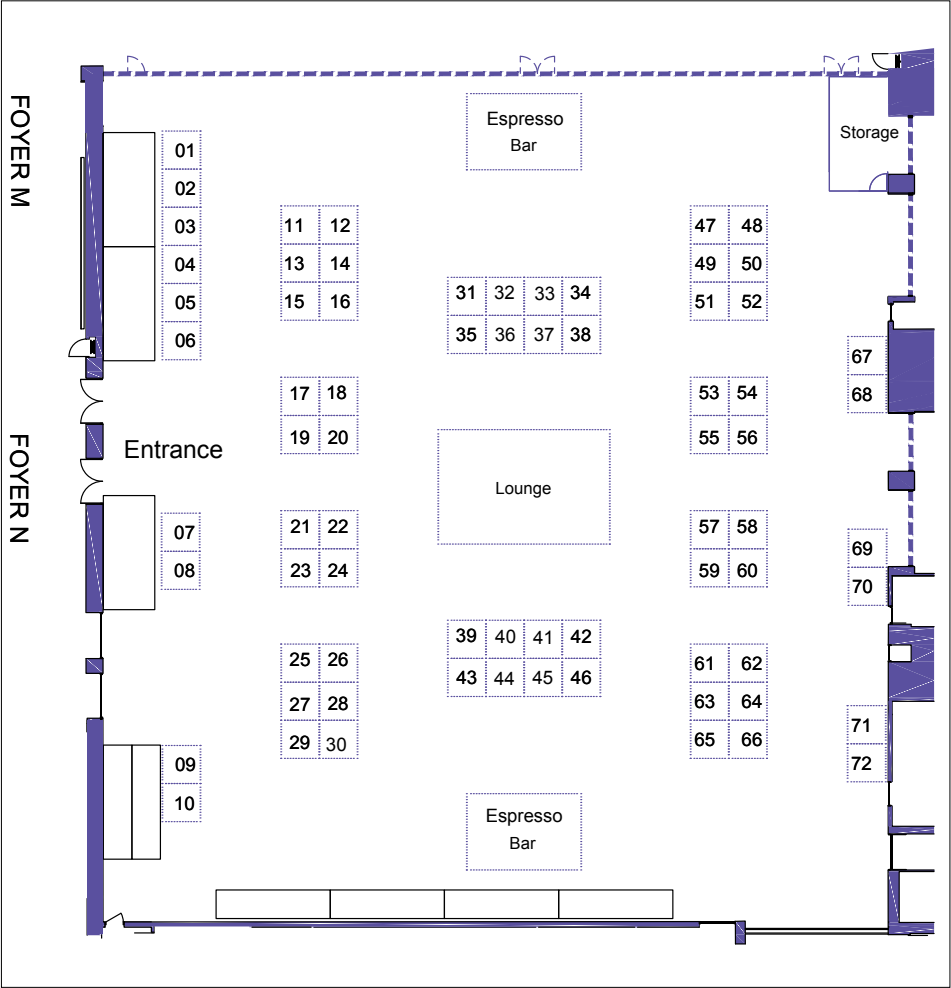 Espresso
Bar
Storage
FOYER M
01
02
03
04
05
06
11 12
13 14
15 16
31 32 33 34
35 36 37 38
47 48
49 50
51 52
67
68
17 18
19 20
53 54
55 56
Entrance
FOYER N
Lounge
07
08
21 22
23 24
57 58
59 60
69
70
39 40 41 42
43 44 45 46
25 26
27 28
29 30
61 62
63 64
65 66
71
72
09
10
Espresso
Bar